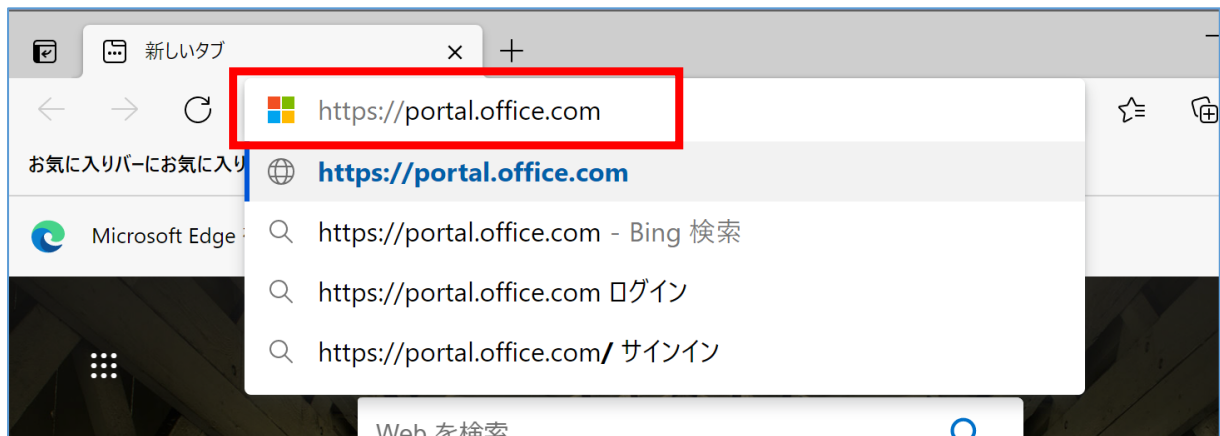 新しいタブ
https://portal.office.com
お気に入りバーにお気に入り
https://portal.office.com
Microsoft Edge
https://portal.office.com - Bing 検索
https://portal.office.com ログイン
https://portal.office.com/ サインイン
Web を検索